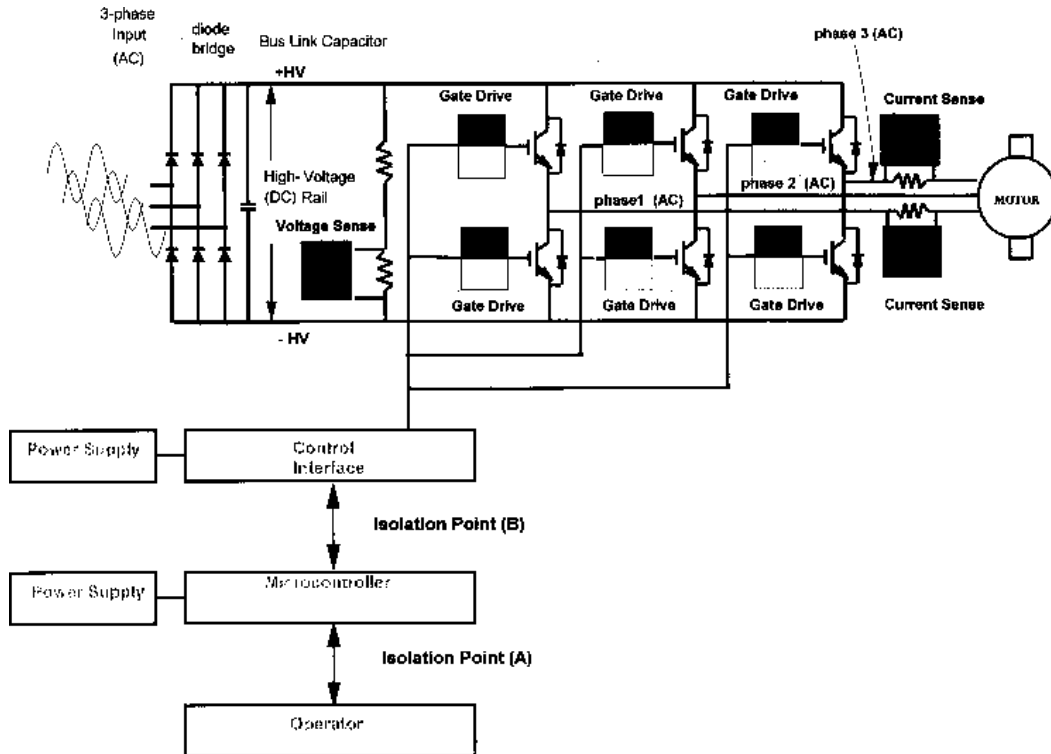 3-phase
Input
(AC)
diode
bridge
Bus Link Capacitor
phase 3 (AC)
+HV
Gate Drive
Gate Drive
Gate Drive
Current Sense
High- Voltage
(DC) Rail
phase 2 (AC)
phase1 (AC)
MOTOR
Voltage Sense
Gate Drive
Gate Drive
Gate Drive
Current Sense
- HV
Power Supply
Control
Interface
Isolation Point (B)
Power Supply
Microcontroller
Isolation Point (A)
Operator